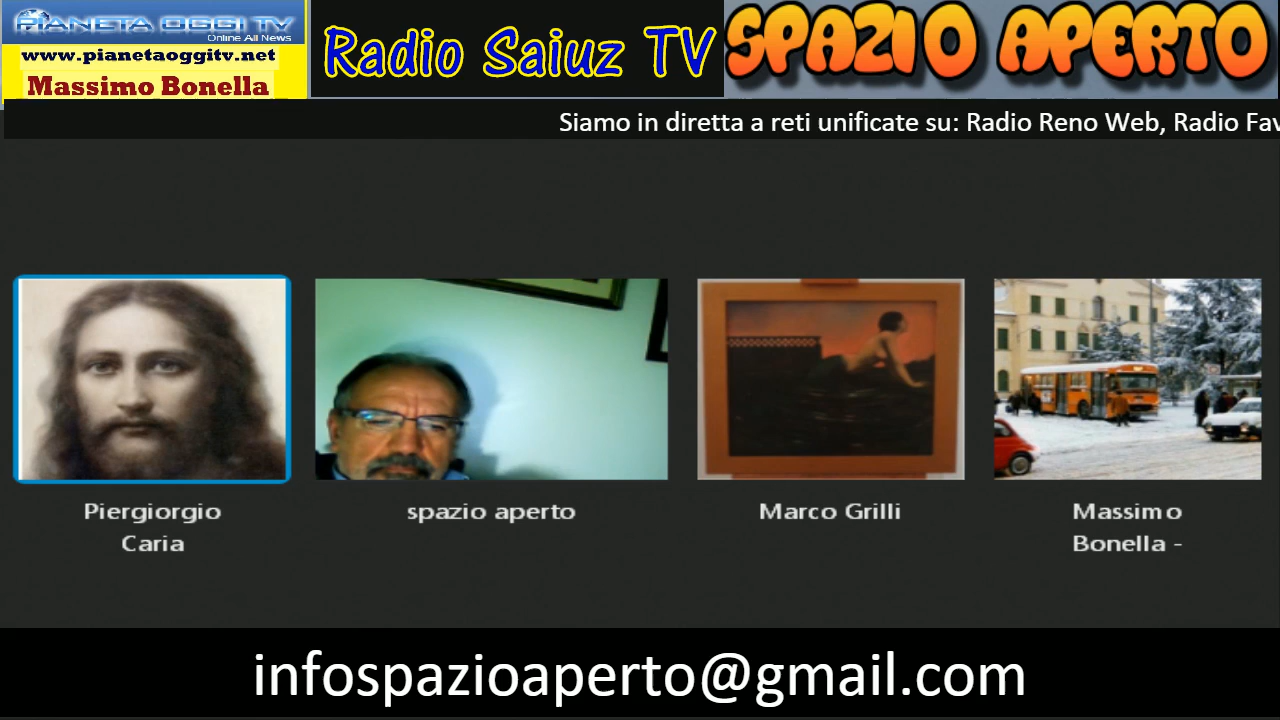 PIANETA OGGI TV
Online All News
www.pianetaoggitv.net
Massimo Bonella
Radio Saiuz TV
SPAZIO APERTO
Siamo in diretta a reti unificate su: Radio Reno Web, Radio Fav
Piergiorgio
Caria
spazio aperto
Marco Grilli
Massimo
Bonella -
infospazioaperto@gmail.com